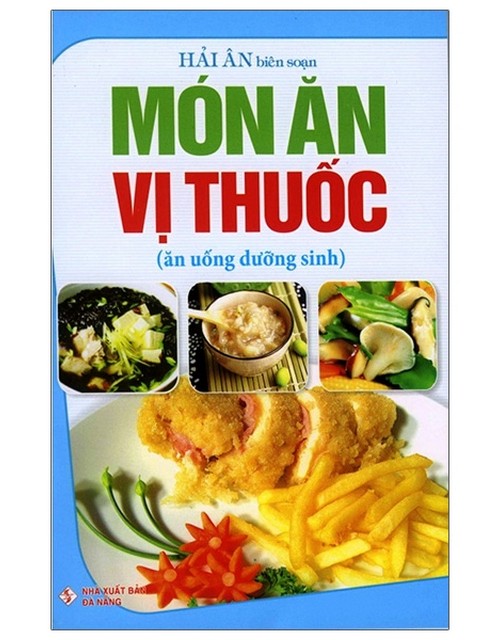 HẢI ÂN biên soạn
MÓN ĂN
VỊ THUỐC
(ăn uống dưỡng sinh)
NHÀ XUẤT BẢN
ĐÀ NẴNG